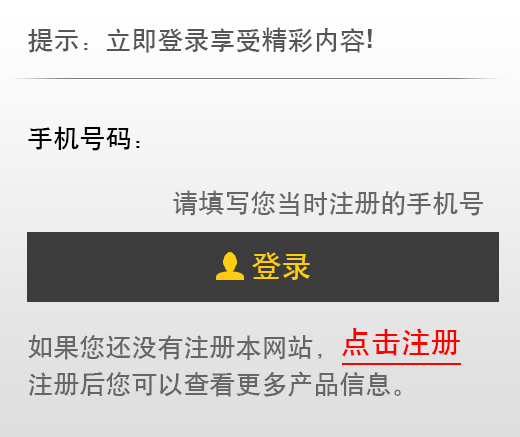 提示：立即登录享受精彩内容!
手机号码：
请填写您当时注册的手机号
登录
如果您还没有注册本网站，点击注册
注册后您可以查看更多产品信息。